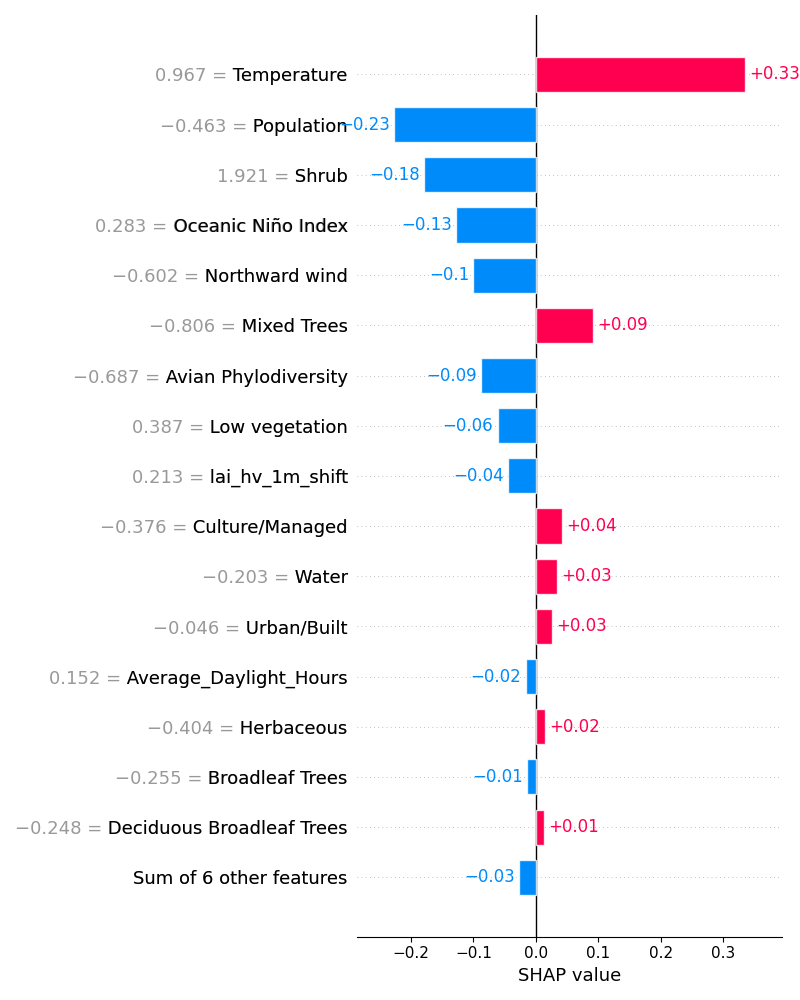 0.967 = Temperature +0.33
−0.463 = Population −0.23
1.921 = Shrub −0.18
0.283 = Oceanic Niño Index −0.13
−0.602 = Northward wind −0.1
−0.806 = Mixed Trees +0.09
−0.687 = Avian Phylodiversity −0.09
0.387 = Low vegetation −0.06
0.213 = lai_hv_1m_shift −0.04
−0.376 = Culture/Managed +0.04
−0.203 = Water +0.03
−0.046 = Urban/Built +0.03
0.152 = Average_Daylight_Hours −0.02
−0.404 = Herbaceous +0.02
−0.255 = Broadleaf Trees −0.01
−0.248 = Deciduous Broadleaf Trees +0.01
Sum of 6 other features −0.03
−0.2 −0.1 0.0 0.1 0.2 0.3
SHAP value